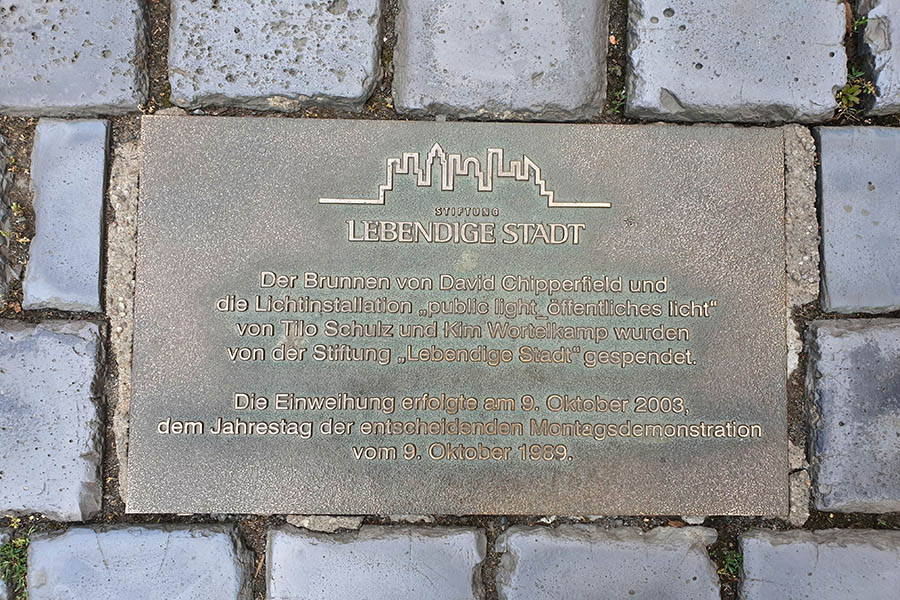 STIFTUNG
LEBENDIGE STADT
Der Brunnen von David Chipperfield und
die Lichtinstallation „public light_öffentliches licht“
von Tilo Schulz und Kim Wortelkamp wurden
von der Stiftung „Lebendige Stadt“ gespendet.
Die Einweihung erfolgte am 9. Oktober 2003,
dem Jahrestag der entscheidenden Montagsdemonstration
vom 9. Oktober 1989.